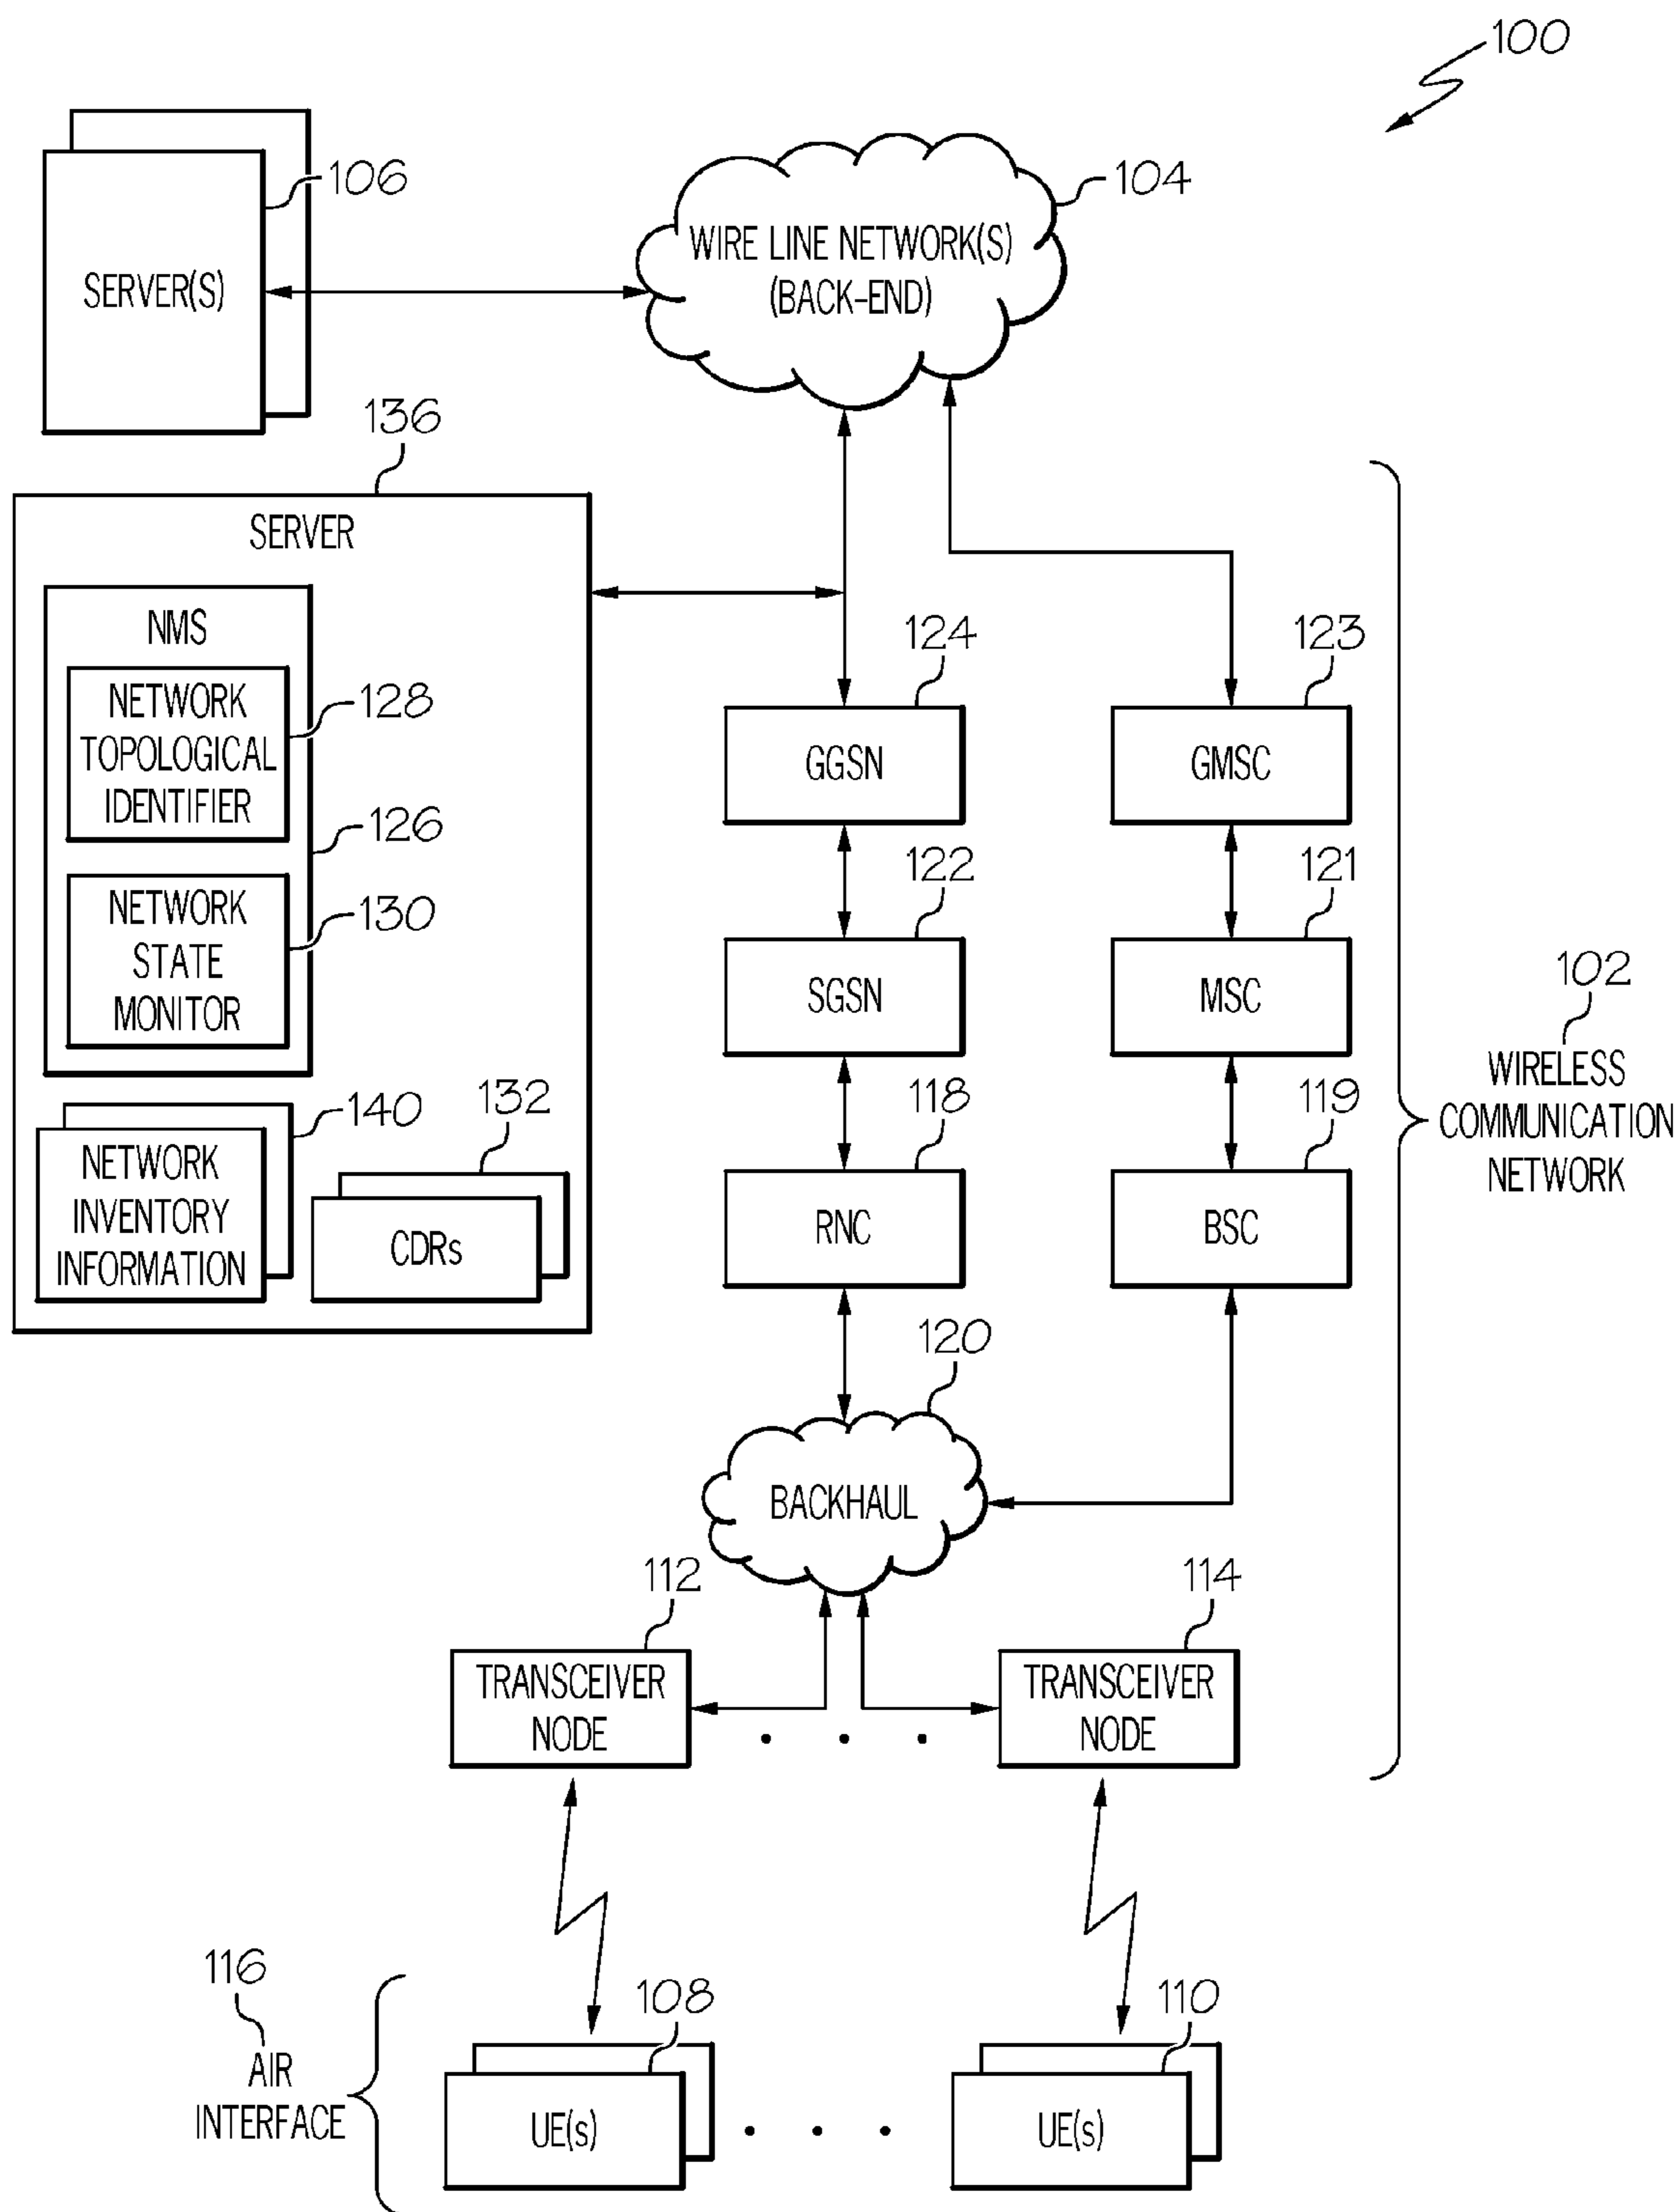 100
106
SERVER(S)
104
WIRE LINE NETWORK(S)
(BACK-END)
136
SERVER
NMS
NETWORK
TOPOLOGICAL
IDENTIFIER
128
126
NETWORK
STATE
MONITOR
130
140
NETWORK
INVENTORY
INFORMATION
132
CDRs
124
GGSN
123
GMSC
122
SGSN
121
MSC
118
RNC
119
BSC
102
WIRELESS
COMMUNICATION
NETWORK
120
BACKHAUL
112
TRANSCEIVER
NODE
114
TRANSCEIVER
NODE
116
AIR
INTERFACE
108
UE(s)
110
UE(s)